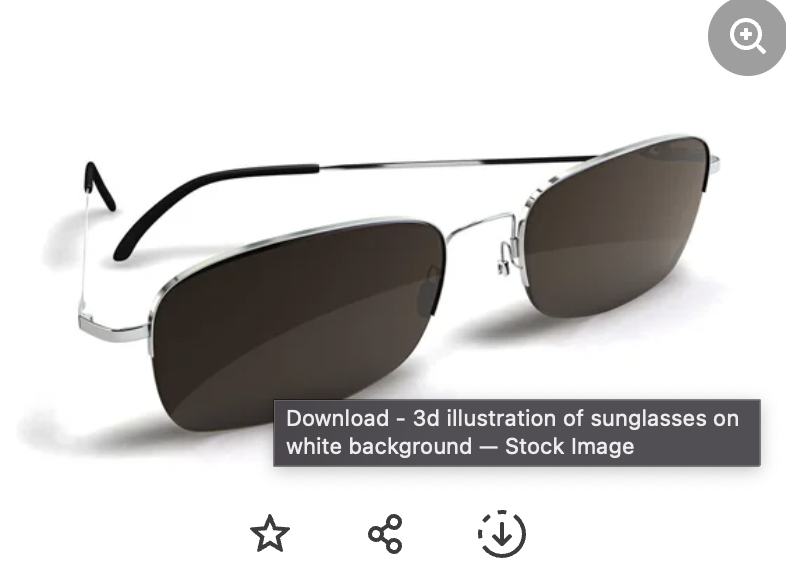 Download - 3d illustration of sunglasses on
white background — Stock Image